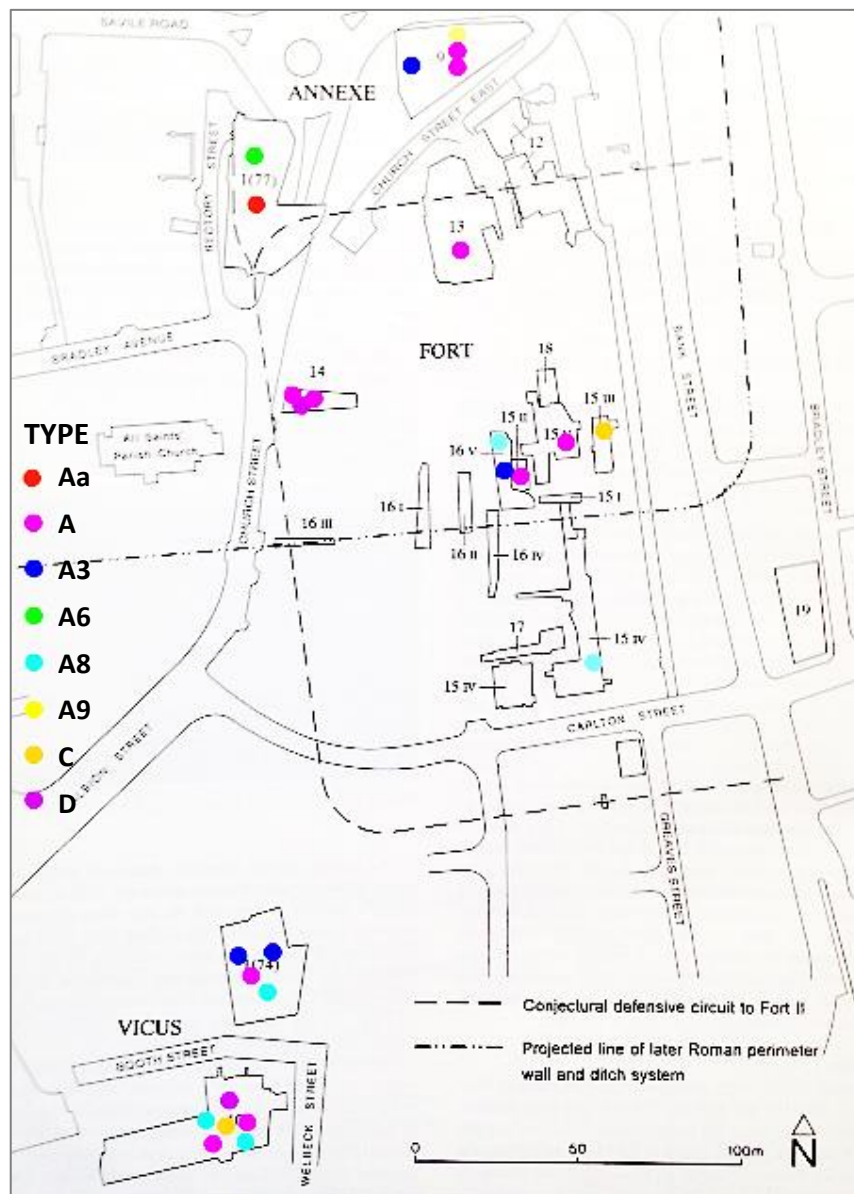 SAVILE ROAD
9
ANNEXE
CHURCH STREET EAST
12
RECTORY STREET
1(77)
13
BRADLEY AVENUE
FORT
BANK STREET
14
18
15 III
15 II
TYPE
All Saints'
Parish Church
16 V
BRADLEY STREET
Aa
A
CHURCH STREET
16 I
15 I
16 III
A3
16 II
16 IV
A6
19
17
A8
15 IV
15 IV
A9
CARLTON STREET
C
D
GREAVES STREET
1(74)
VICUS
Conjectural defensive circuit to Fort II
BOOTH STREET
Projected line of later Roman perimeter
wall and ditch system
WELBECK STREET
0 50 100m
N